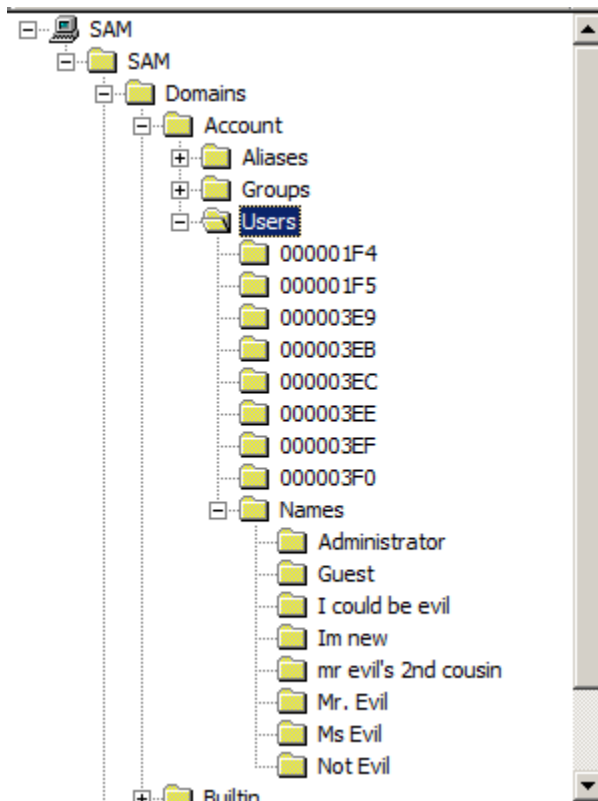 SAM
SAM
Domains
Account
Aliases
Groups
Users
000001F4
000001F5
000003E9
000003EB
000003EC
000003EE
000003EF
000003F0
Names
Administrator
Guest
I could be evil
Im new
mr evil's 2nd cousin
Mr. Evil
Ms Evil
Not Evil
Builtin